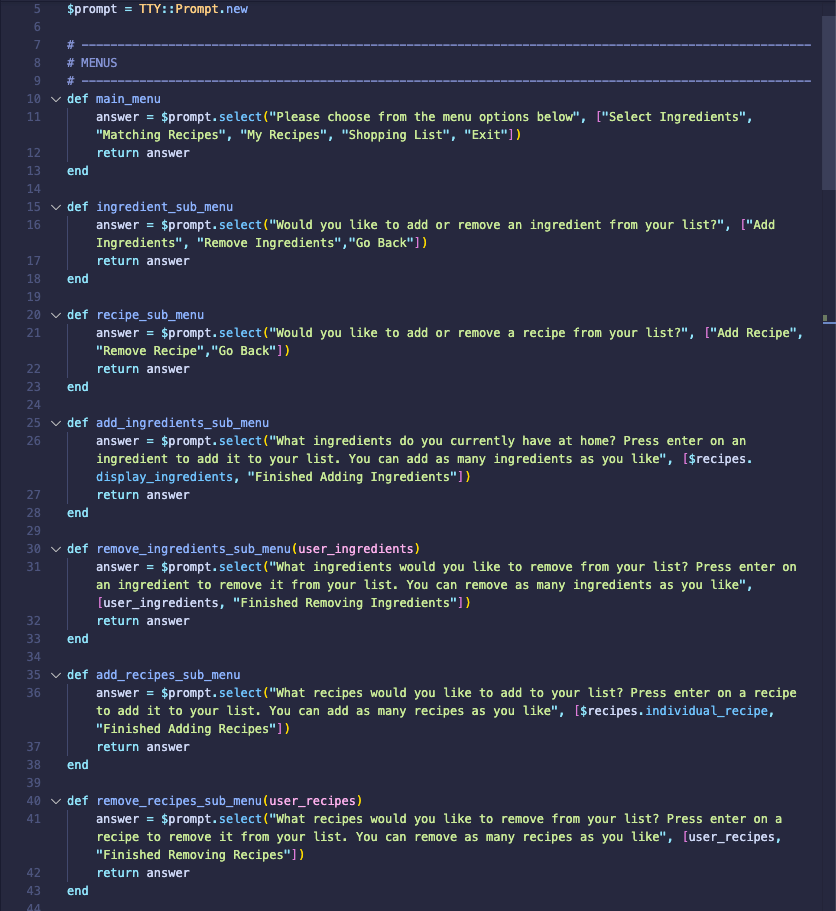 5 $prompt = TTY::Prompt.new
6
7 # ---------------------------------------------------------------------------------------------------
8 # MENUS
9 # ---------------------------------------------------------------------------------------------------
10 def main_menu
11 answer = $prompt.select("Please choose from the menu options below", ["Select Ingredients",
"Matching Recipes", "My Recipes", "Shopping List", "Exit"])
12 return answer
13 end
14
15 def ingredient_sub_menu
16 answer = $prompt.select("Would you like to add or remove an ingredient from your list?", ["Add
Ingredients", "Remove Ingredients","Go Back"])
17 return answer
18 end
19
20 def recipe_sub_menu
21 answer = $prompt.select("Would you like to add or remove a recipe from your list?", ["Add Recipe",
"Remove Recipe","Go Back"])
22 return answer
23 end
24
25 def add_ingredients_sub_menu
26 answer = $prompt.select("What ingredients do you currently have at home? Press enter on an
ingredient to add it to your list. You can add as many ingredients as you like", [$recipes.
display_ingredients, "Finished Adding Ingredients"])
27 return answer
28 end
29
30 def remove_ingredients_sub_menu(user_ingredients)
31 answer = $prompt.select("What ingredients would you like to remove from your list? Press enter on
an ingredient to remove it from your list. You can remove as many ingredients as you like",
[user_ingredients, "Finished Removing Ingredients"])
32 return answer
33 end
34
35 def add_recipes_sub_menu
36 answer = $prompt.select("What recipes would you like to add to your list? Press enter on a recipe
to add it to your list. You can add as many recipes as you like", [$recipes.individual_recipe,
"Finished Adding Recipes"])
37 return answer
38 end
39
40 def remove_recipes_sub_menu(user_recipes)
41 answer = $prompt.select("What recipes would you like to remove from your list? Press enter on a
recipe to remove it from your list. You can remove as many recipes as you like", [user_recipes,
"Finished Removing Recipes"])
42 return answer
43 end
44